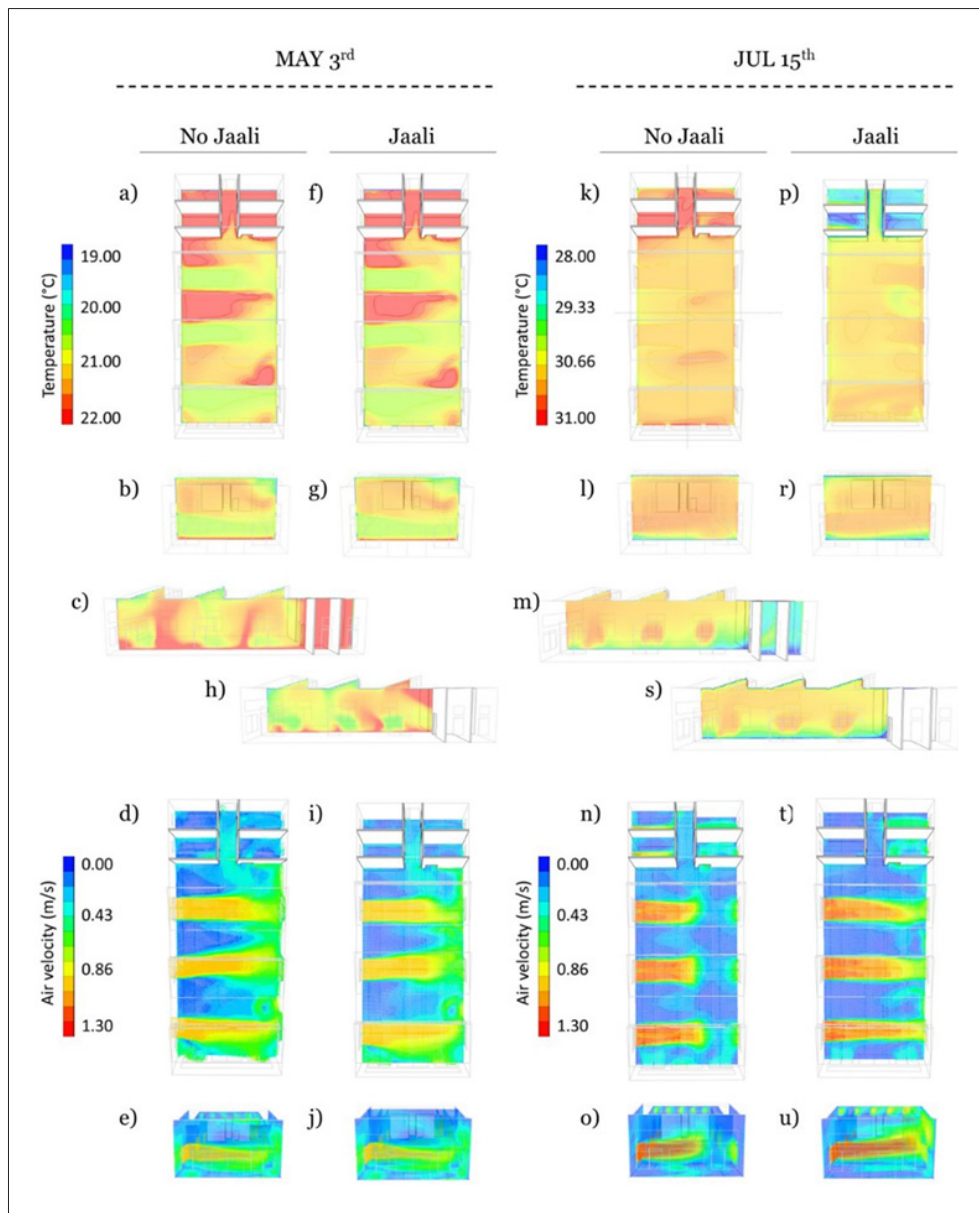 MAY 3rd
JUL 15th
No Jaali
Jaali
No Jaali
Jaali
a)
f)
k)
p)
Temperature (°C)
19.00
20.00
21.00
22.00
Temperature (°C)
28.00
29.33
30.66
31.00
b)
g)
l)
r)
c)
m)
h)
s)
d)
i)
n)
t)
Air velocity (m/s)
0.00
0.43
0.86
1.30
Air velocity (m/s)
0.00
0.43
0.86
1.30
e)
j)
o)
u)